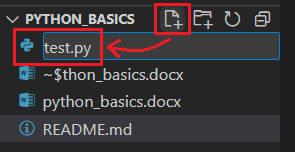 PYTHON_BASICS
test.py
~$thon_basics.docx
python_basics.docx
README.md